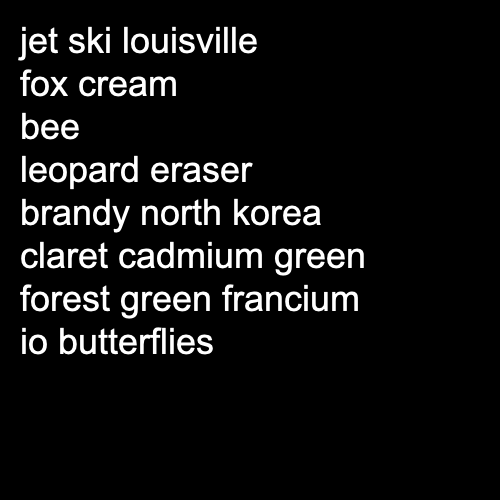 jet ski louisville
fox cream
bee
leopard eraser
brandy north korea
claret cadmium green
forest green francium
io butterflies